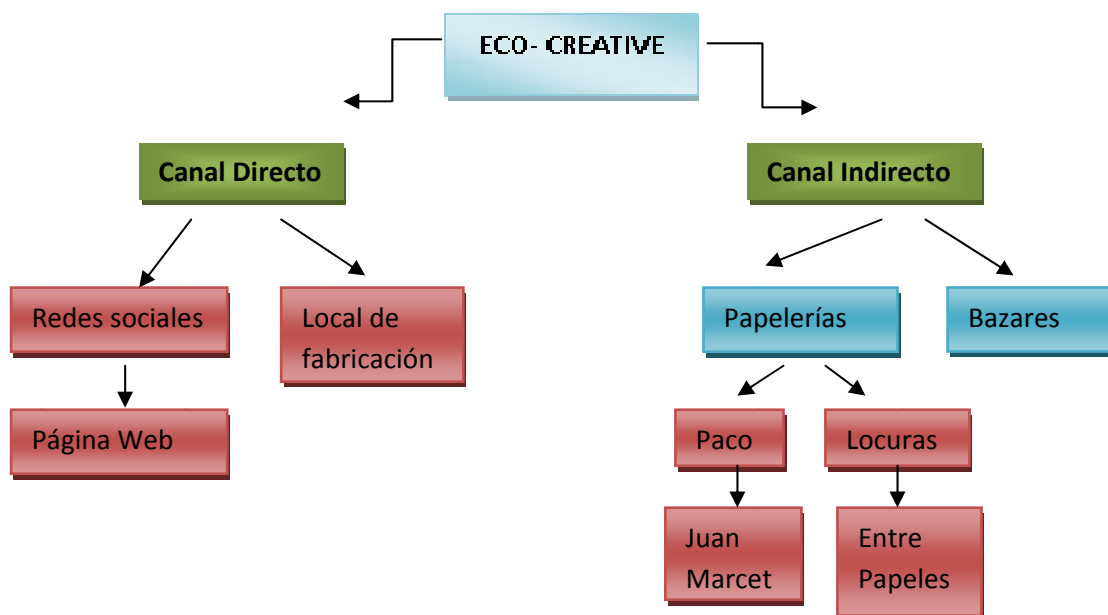 ECO- CREATIVE
Canal Directo
Canal Indirecto
Redes sociales
Local de
fabricación
Papelerías
Bazares
Página Web
Paco
Locuras
Juan
Marcet
Entre
Papeles